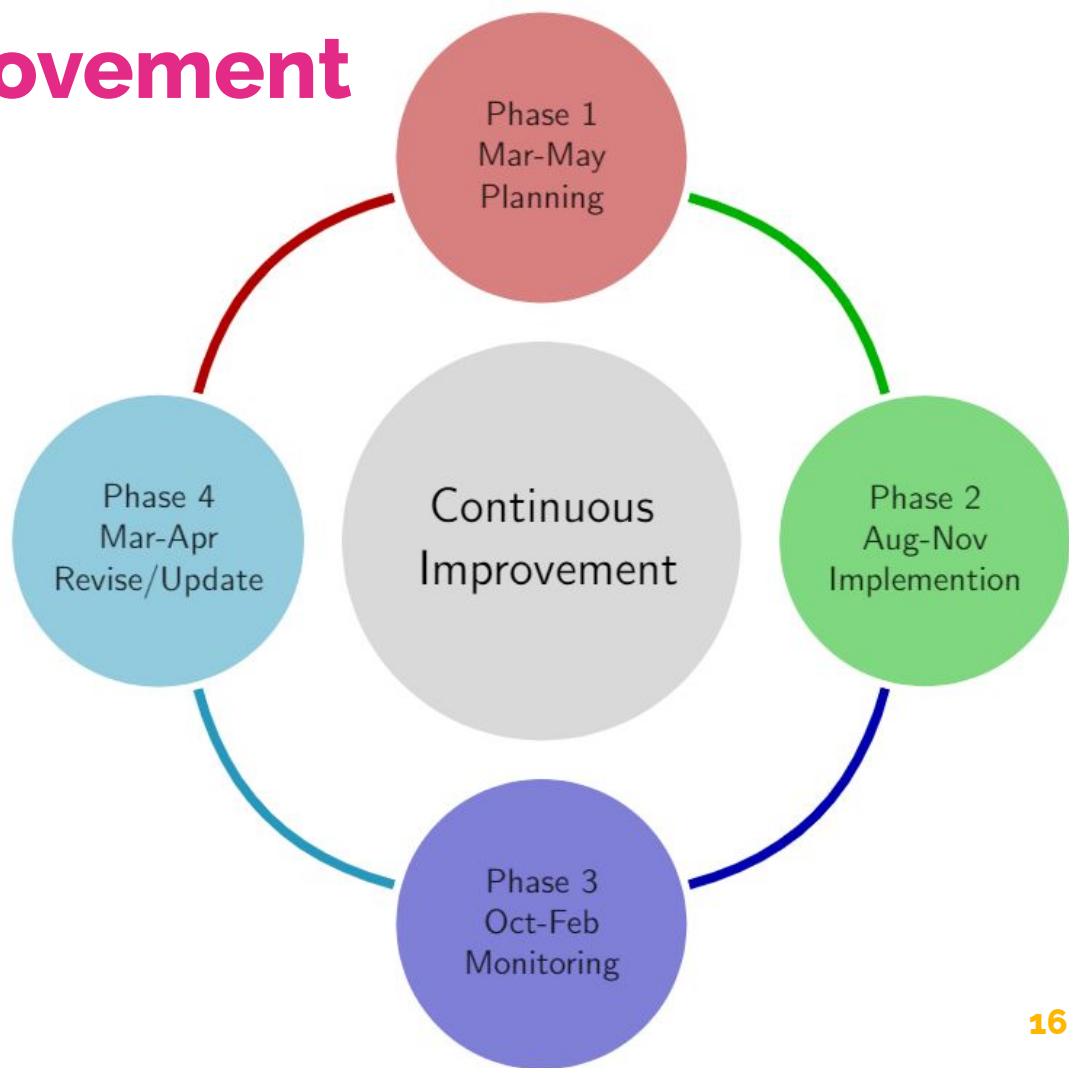 ovement
Phase 1
Mar-May
Planning
Phase 4
Mar-Apr
Revise/Update
Continuous
Improvement
Phase 2
Aug-Nov
Implemention
Phase 3
Oct-Feb
Monitoring
16